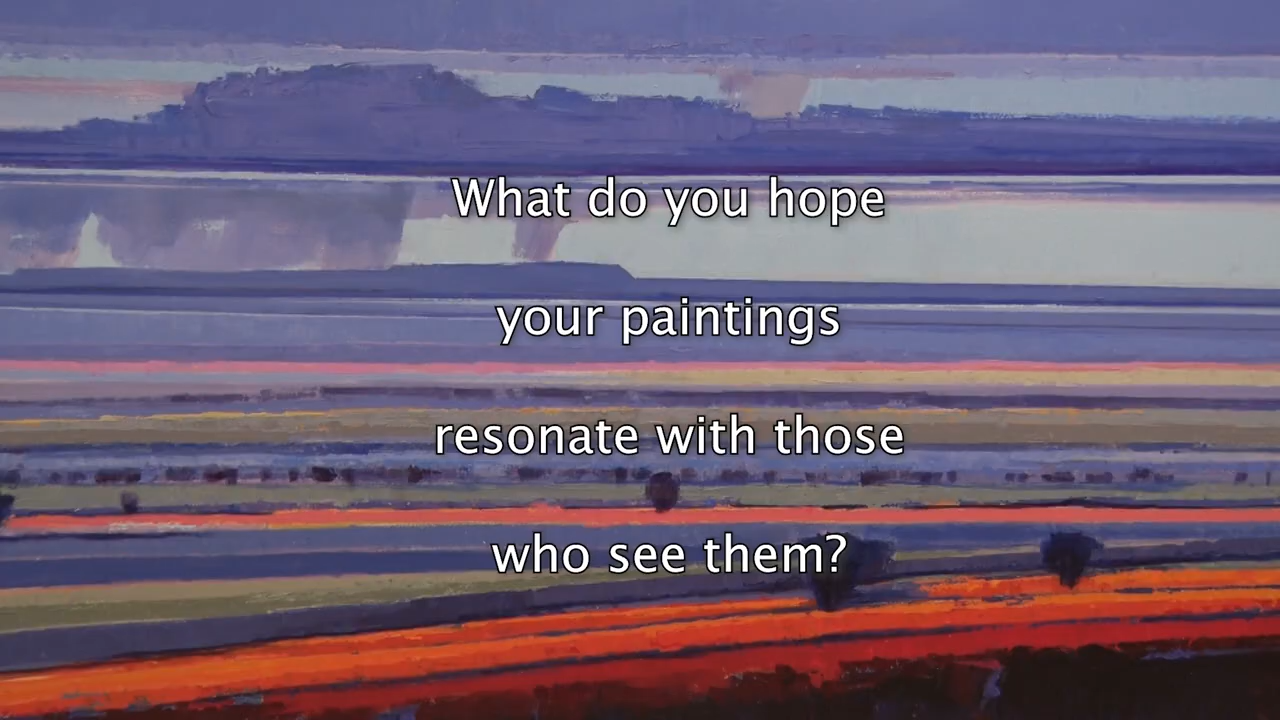 What do you hope
your paintings
resonate with those
who see them?